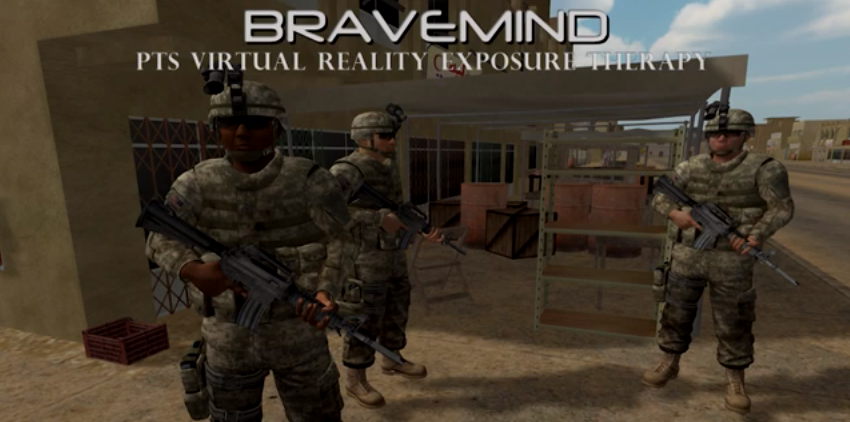 BRAVEMIND
PTS VIRTUAL REALITY EXPOSURE THERAPY